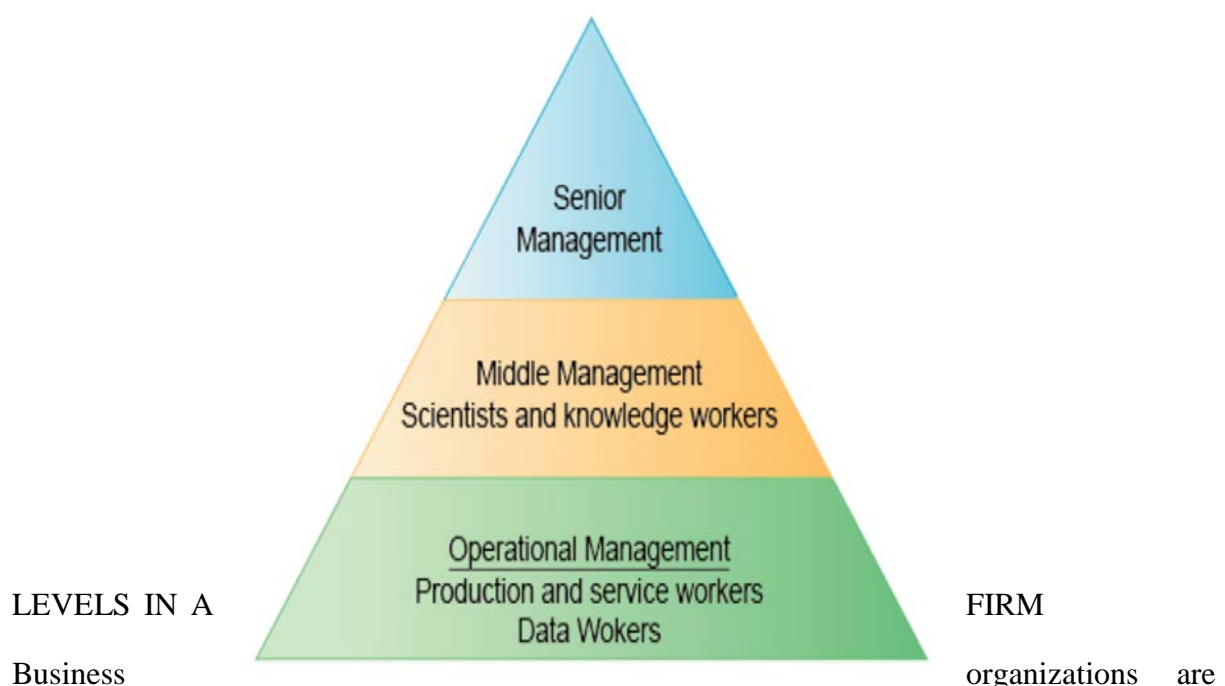 Senior
Management
Middle Management
Scientists and knowledge workers
Operational Management
Production and service workers
Data Wokers
LEVELS IN A FIRM
Business organizations are